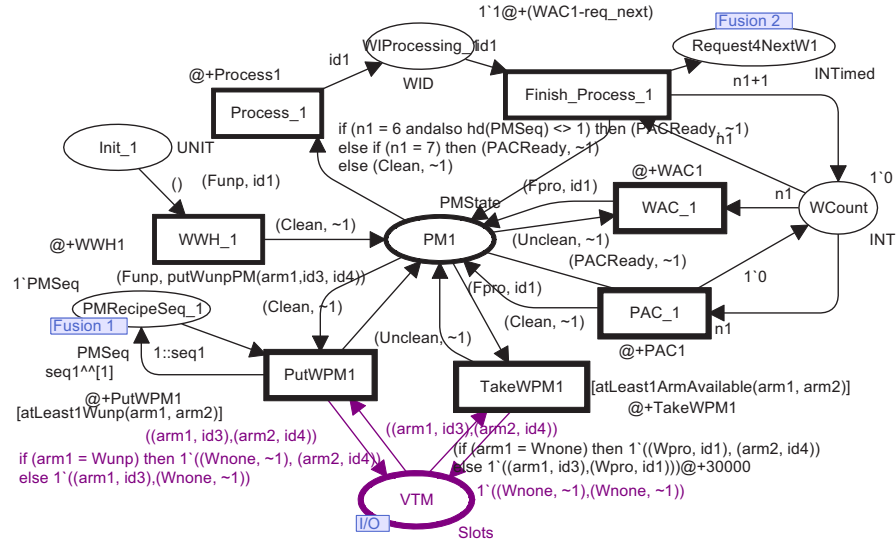 1`1@+(WAC1-req_next)
Fusion 2
WIProcessing_1
id1
id1
Request4NextW1
WID
INTimed
@+Process1
n1+1
Process_1
Finish_Process_1
if (n1 = 6 andalso hd(PMSeq) <> 1) then (PACReady, ~1)
else if (n1 = 7) then (PACReady, ~1)
else (Clean, ~1)
n1
Init_1
UNIT
()
(Funp, id1)
@+WAC1
1`0
(Fpro, id1)
WAC_1
n1
WCount
PMState
INT
(Clean, ~1)
WWH_1
PM1
(Unclean, ~1)
@+WWH1
(PACReady, ~1)
(Funp, putWunpPM(arm1,id3, id4))
1`0
1`PMSeq
(Fpro, id1)
PMRecipeSeq_1
(Clean, ~1)
(Clean, ~1)
PAC_1
Fusion 1
n1
(Unclean, ~1)
@+PAC1
PMSeq
1::seq1
seq1^^[1]
PutWPM1
TakeWPM1
[atLeast1ArmAvailable(arm1, arm2)]
@+PutWPM1
@+TakeWPM1
[atLeast1Wunp(arm1, arm2)]
((arm1, id3),(arm2, id4))
((arm1, id3),(arm2, id4))
if (arm1 = Wunp) then 1`((Wnone, ~1), (arm2, id4))
else 1`((arm1, id3),(Wnone, ~1))
(if (arm1 = Wnone) then 1`((Wpro, id1), (arm2, id4))
else 1`((arm1, id3),(Wpro, id1)))@+30000
VTM
1`((Wnone, ~1),(Wnone, ~1))
I/O
Slots